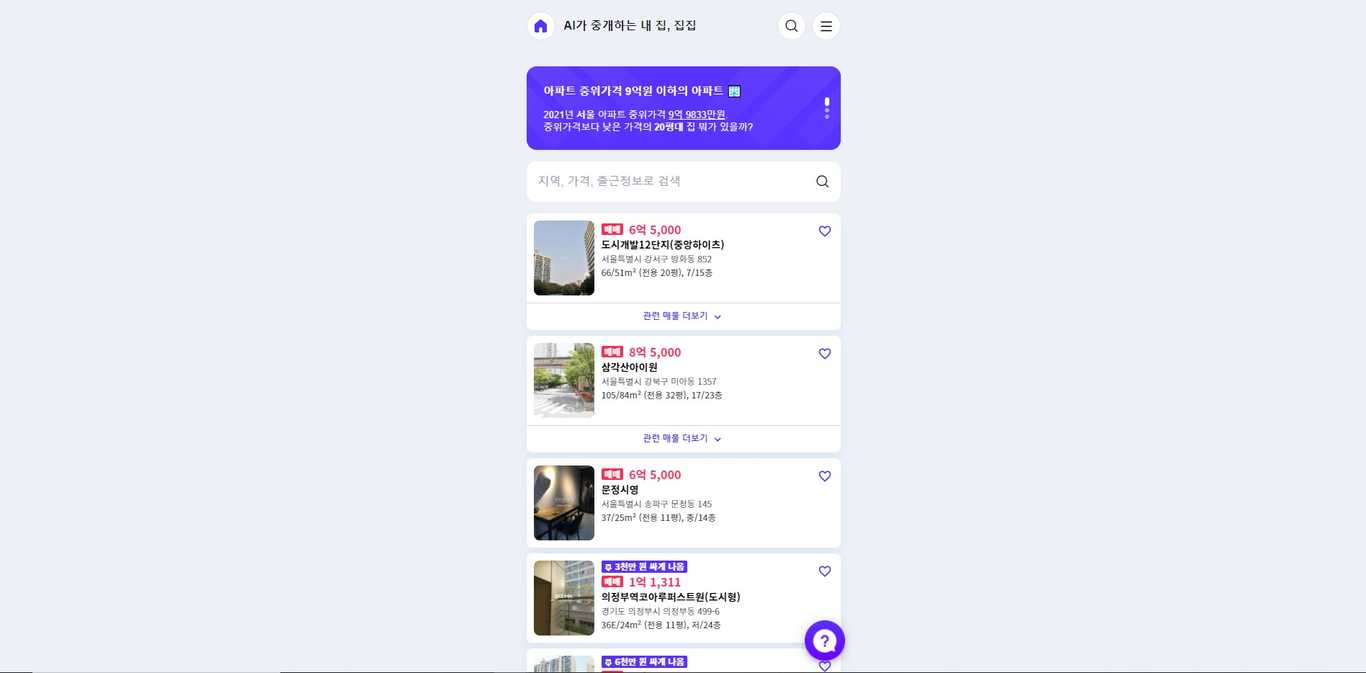 AI가 중개하는 내 집, 집집
아파트 중위가격 9억원 이하의 아파트
2021년 서울 아파트 중위가격 9억 9833만원
중위가격보다 낮은 가격의 20평대 집 뭐가 있을까?
지역, 가격, 출근정보로 검색
매매 6억 5,000
도시개발12단지(중앙하이츠)
서울특별시 강서구 방화동 852
66/51m² (전용 20평), 7/15층
관련 매물 더보기
매매 8억 5,000
삼각산아이원
서울특별시 강북구 미아동 1357
105/84m² (전용 32평), 17/23층
관련 매물 더보기
매매 6억 5,000
문정시영
서울특별시 송파구 문정동 145
37/25m² (전용 11평), 중/14층
3천만 원 싸게 나옴
매매 1억 1,311
의정부역코아루퍼스트원(도시형)
경기도 의정부시 의정부동 499-6
36E/24m² (전용 11평), 저/24층
?
6천만 원 싸게 나옴